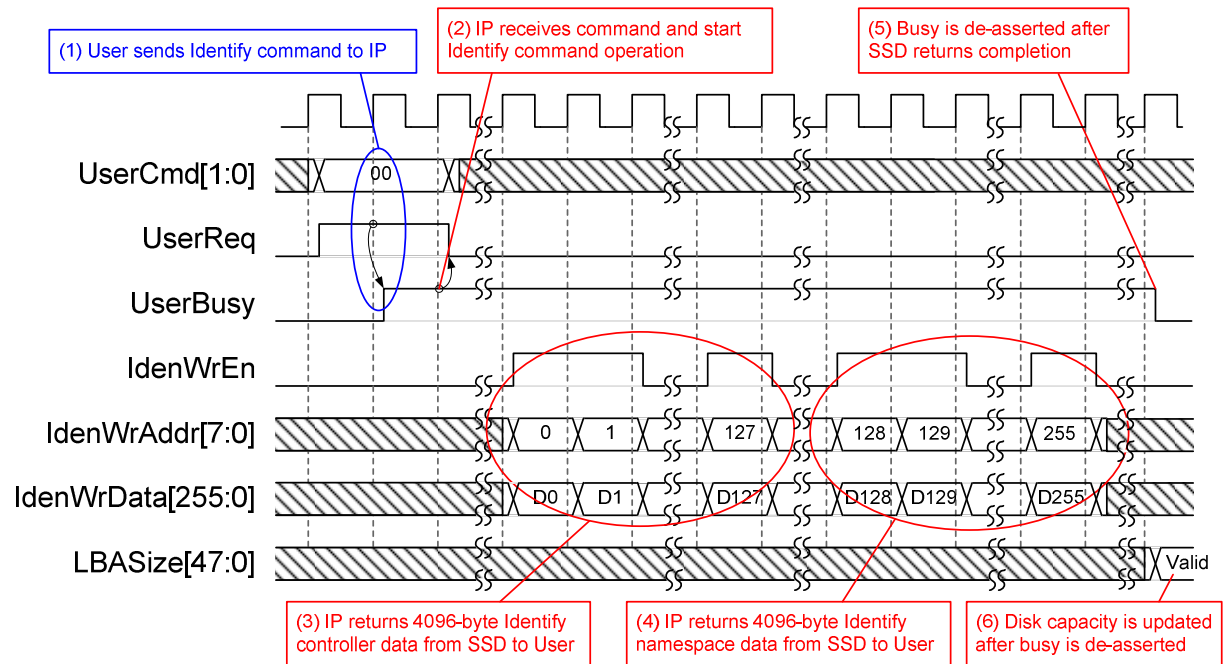 (1) User sends Identify command to IP
(2) IP receives command and start
Identify command operation
(5) Busy is de-asserted after
SSD returns completion
UserCmd[1:0]
00
UserReq
UserBusy
IdenWrEn
IdenWrAddr[7:0]
0 1 127 128 129 255
IdenWrData[255:0]
D0 D1 D127 D128 D129 D255
LBASize[47:0]
Valid
(3) IP returns 4096-byte Identify
controller data from SSD to User
(4) IP returns 4096-byte Identify
namespace data from SSD to User
(6) Disk capacity is updated
after busy is de-asserted